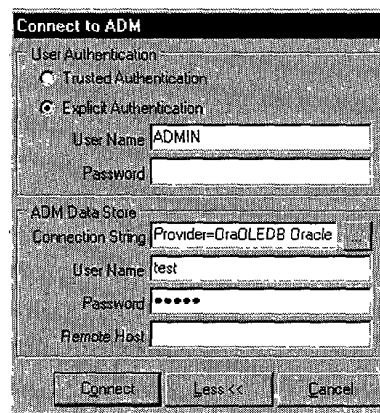 Connect to ADM
User Authentication
Trusted Authentication
Explicit Authentication
User Name ADMIN
Password
ADM Data Store
Connection String Provider=OraOLEDB Oracle ...
User Name test
Password •••••
Remote Host
Connect Less << Cancel